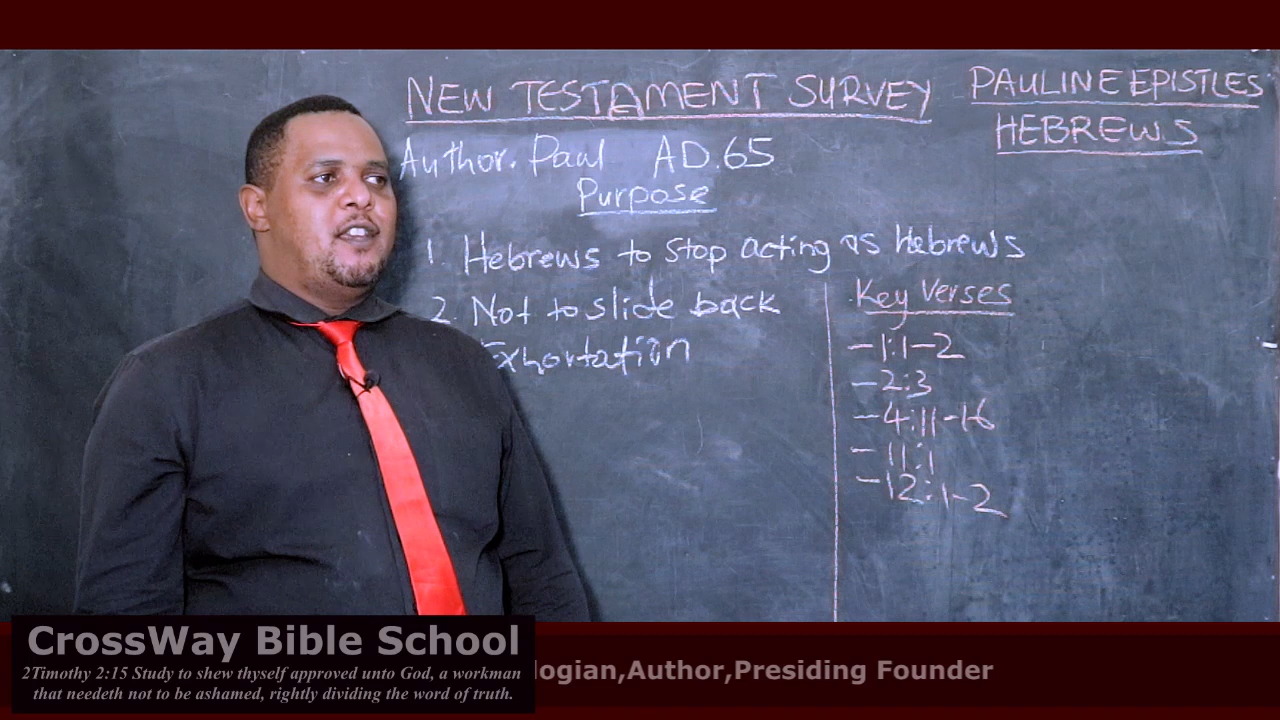 NEW TESTAMENT SURVEY
PAULINE EPISTLES
HEBREWS
Author. Paul AD.65
Purpose
1. Hebrews to stop acting as Hebrews
2. Not to slide back
Exhortation
Key Verses
-1:1-2
-2:3
-4:11-16
-11:1
-12:1-2
CrossWay Bible School
2Timothy 2:15 Study to shew thyself approved unto God, a workman
that needeth not to be ashamed, rightly dividing the word of truth.
logian,Author,Presiding Founder